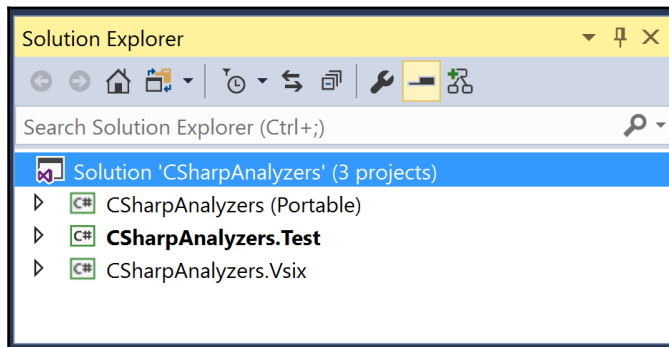 Solution Explorer
Search Solution Explorer (Ctrl+;)
Solution 'CSharpAnalyzers' (3 projects)
C# CSharpAnalyzers (Portable)
C# CSharpAnalyzers.Test
C# CSharpAnalyzers.Vsix